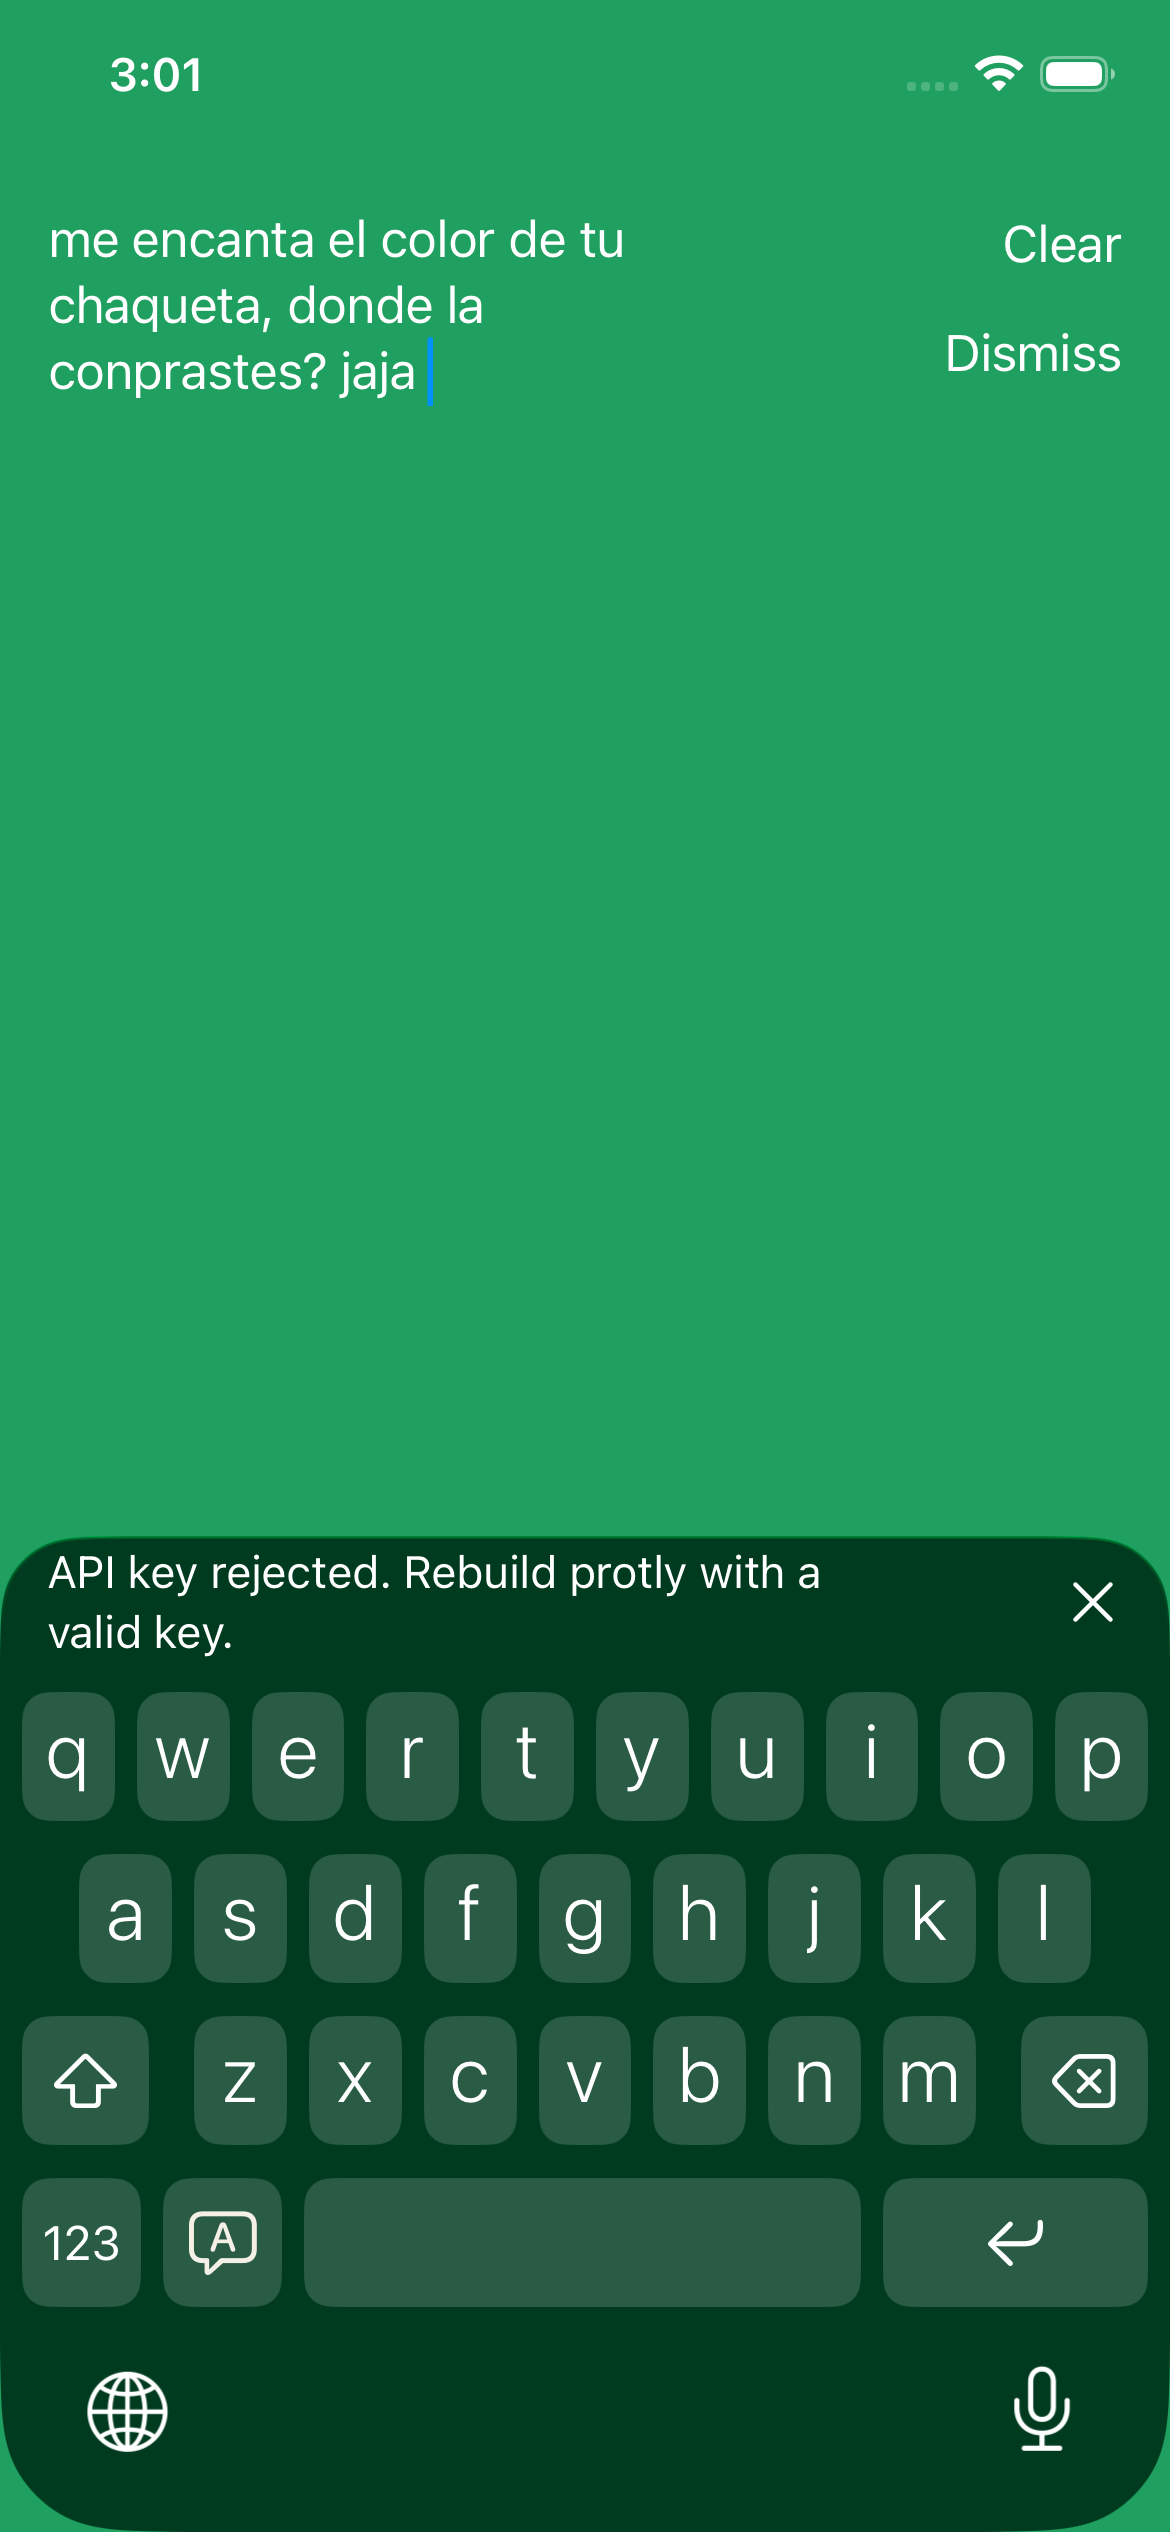 3:01
me encanta el color de tu
chaqueta, donde la
conprastes? jaja
Clear
Dismiss
API key rejected. Rebuild protly with a
valid key.
q w e r t y u i o p
a s d f g h j k l
z x c v b n m
123 A